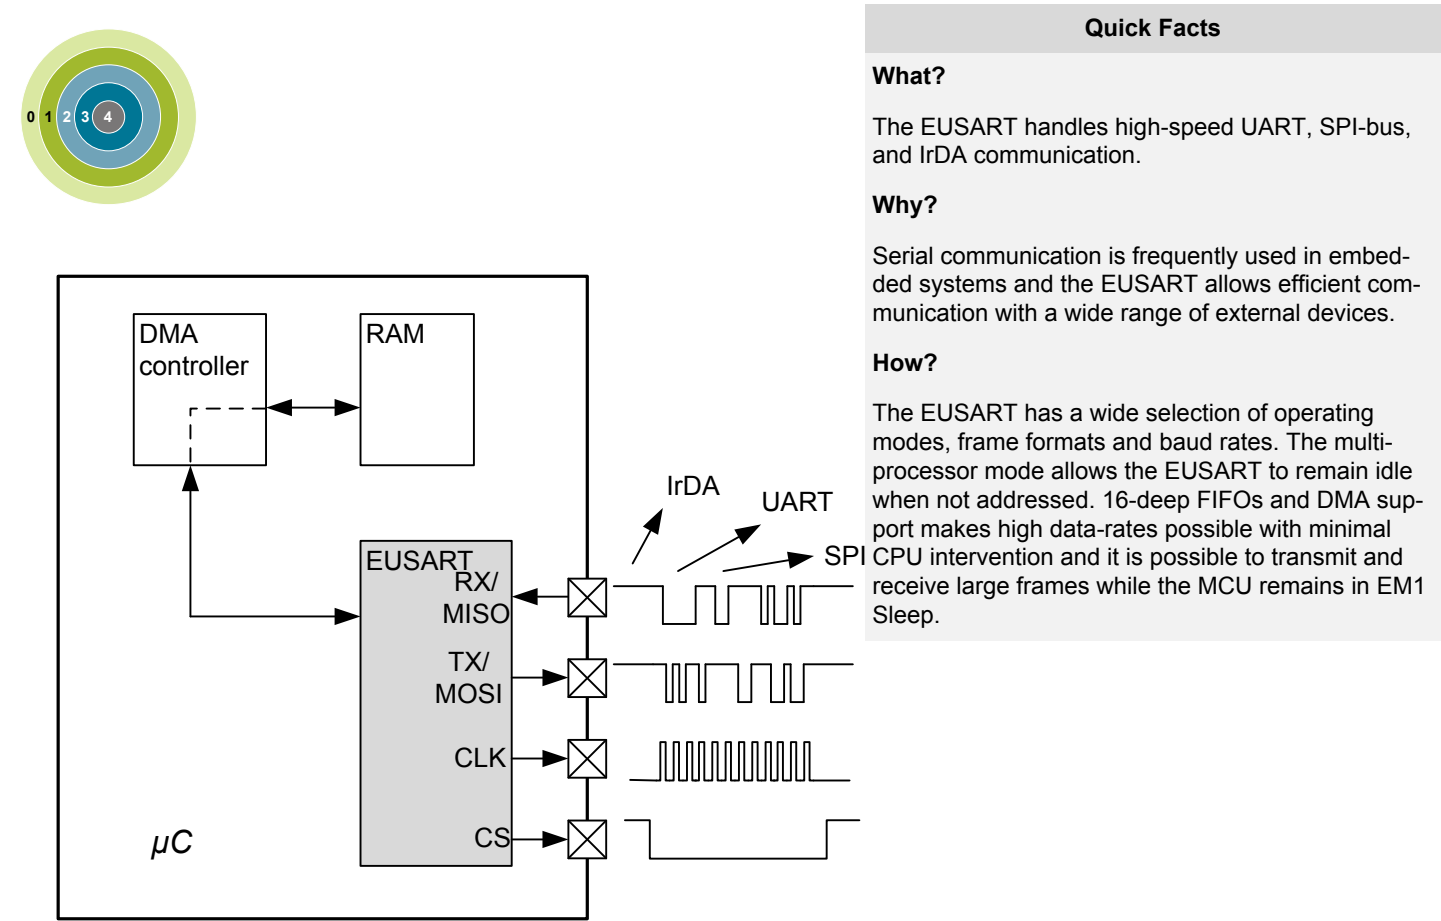 0 1 2 3 4
DMA
controller
RAM
EUSART
RX/
MISO
TX/
MOSI
CLK
CS
µC
IrDA
UART
SPI
Quick Facts
What?
The EUSART handles high-speed UART, SPI-bus,
and IrDA communication.
Why?
Serial communication is frequently used in embed-
ded systems and the EUSART allows efficient com-
munication with a wide range of external devices.
How?
The EUSART has a wide selection of operating
modes, frame formats and baud rates. The multi-
processor mode allows the EUSART to remain idle
when not addressed. 16-deep FIFOs and DMA sup-
port makes high data-rates possible with minimal
CPU intervention and it is possible to transmit and
receive large frames while the MCU remains in EM1
Sleep.